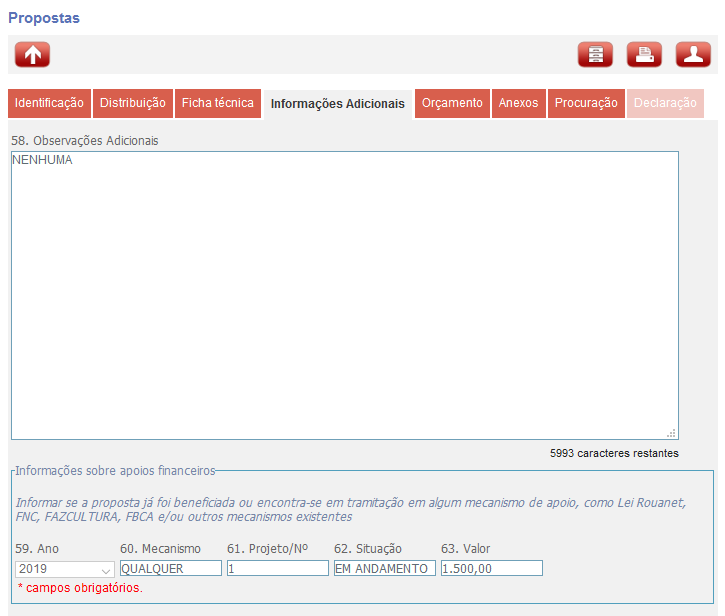 Propostas
Identificação Distribuição Ficha técnica Informações Adicionais Orçamento Anexos Procuração Declaração
58. Observações Adicionais
NENHUMA
5993 caracteres restantes
Informações sobre apoios financeiros
Informar se a proposta já foi beneficiada ou encontra-se em tramitação em algum mecanismo de apoio, como Lei Rouanet,
FNC, FAZCULTURA, FBCA e/ou outros mecanismos existentes
59. Ano 60. Mecanismo 61. Projeto/Nº 62. Situação 63. Valor
2019 QUALQUER 1 EM ANDAMENTO 1.500,00
* campos obrigatórios.